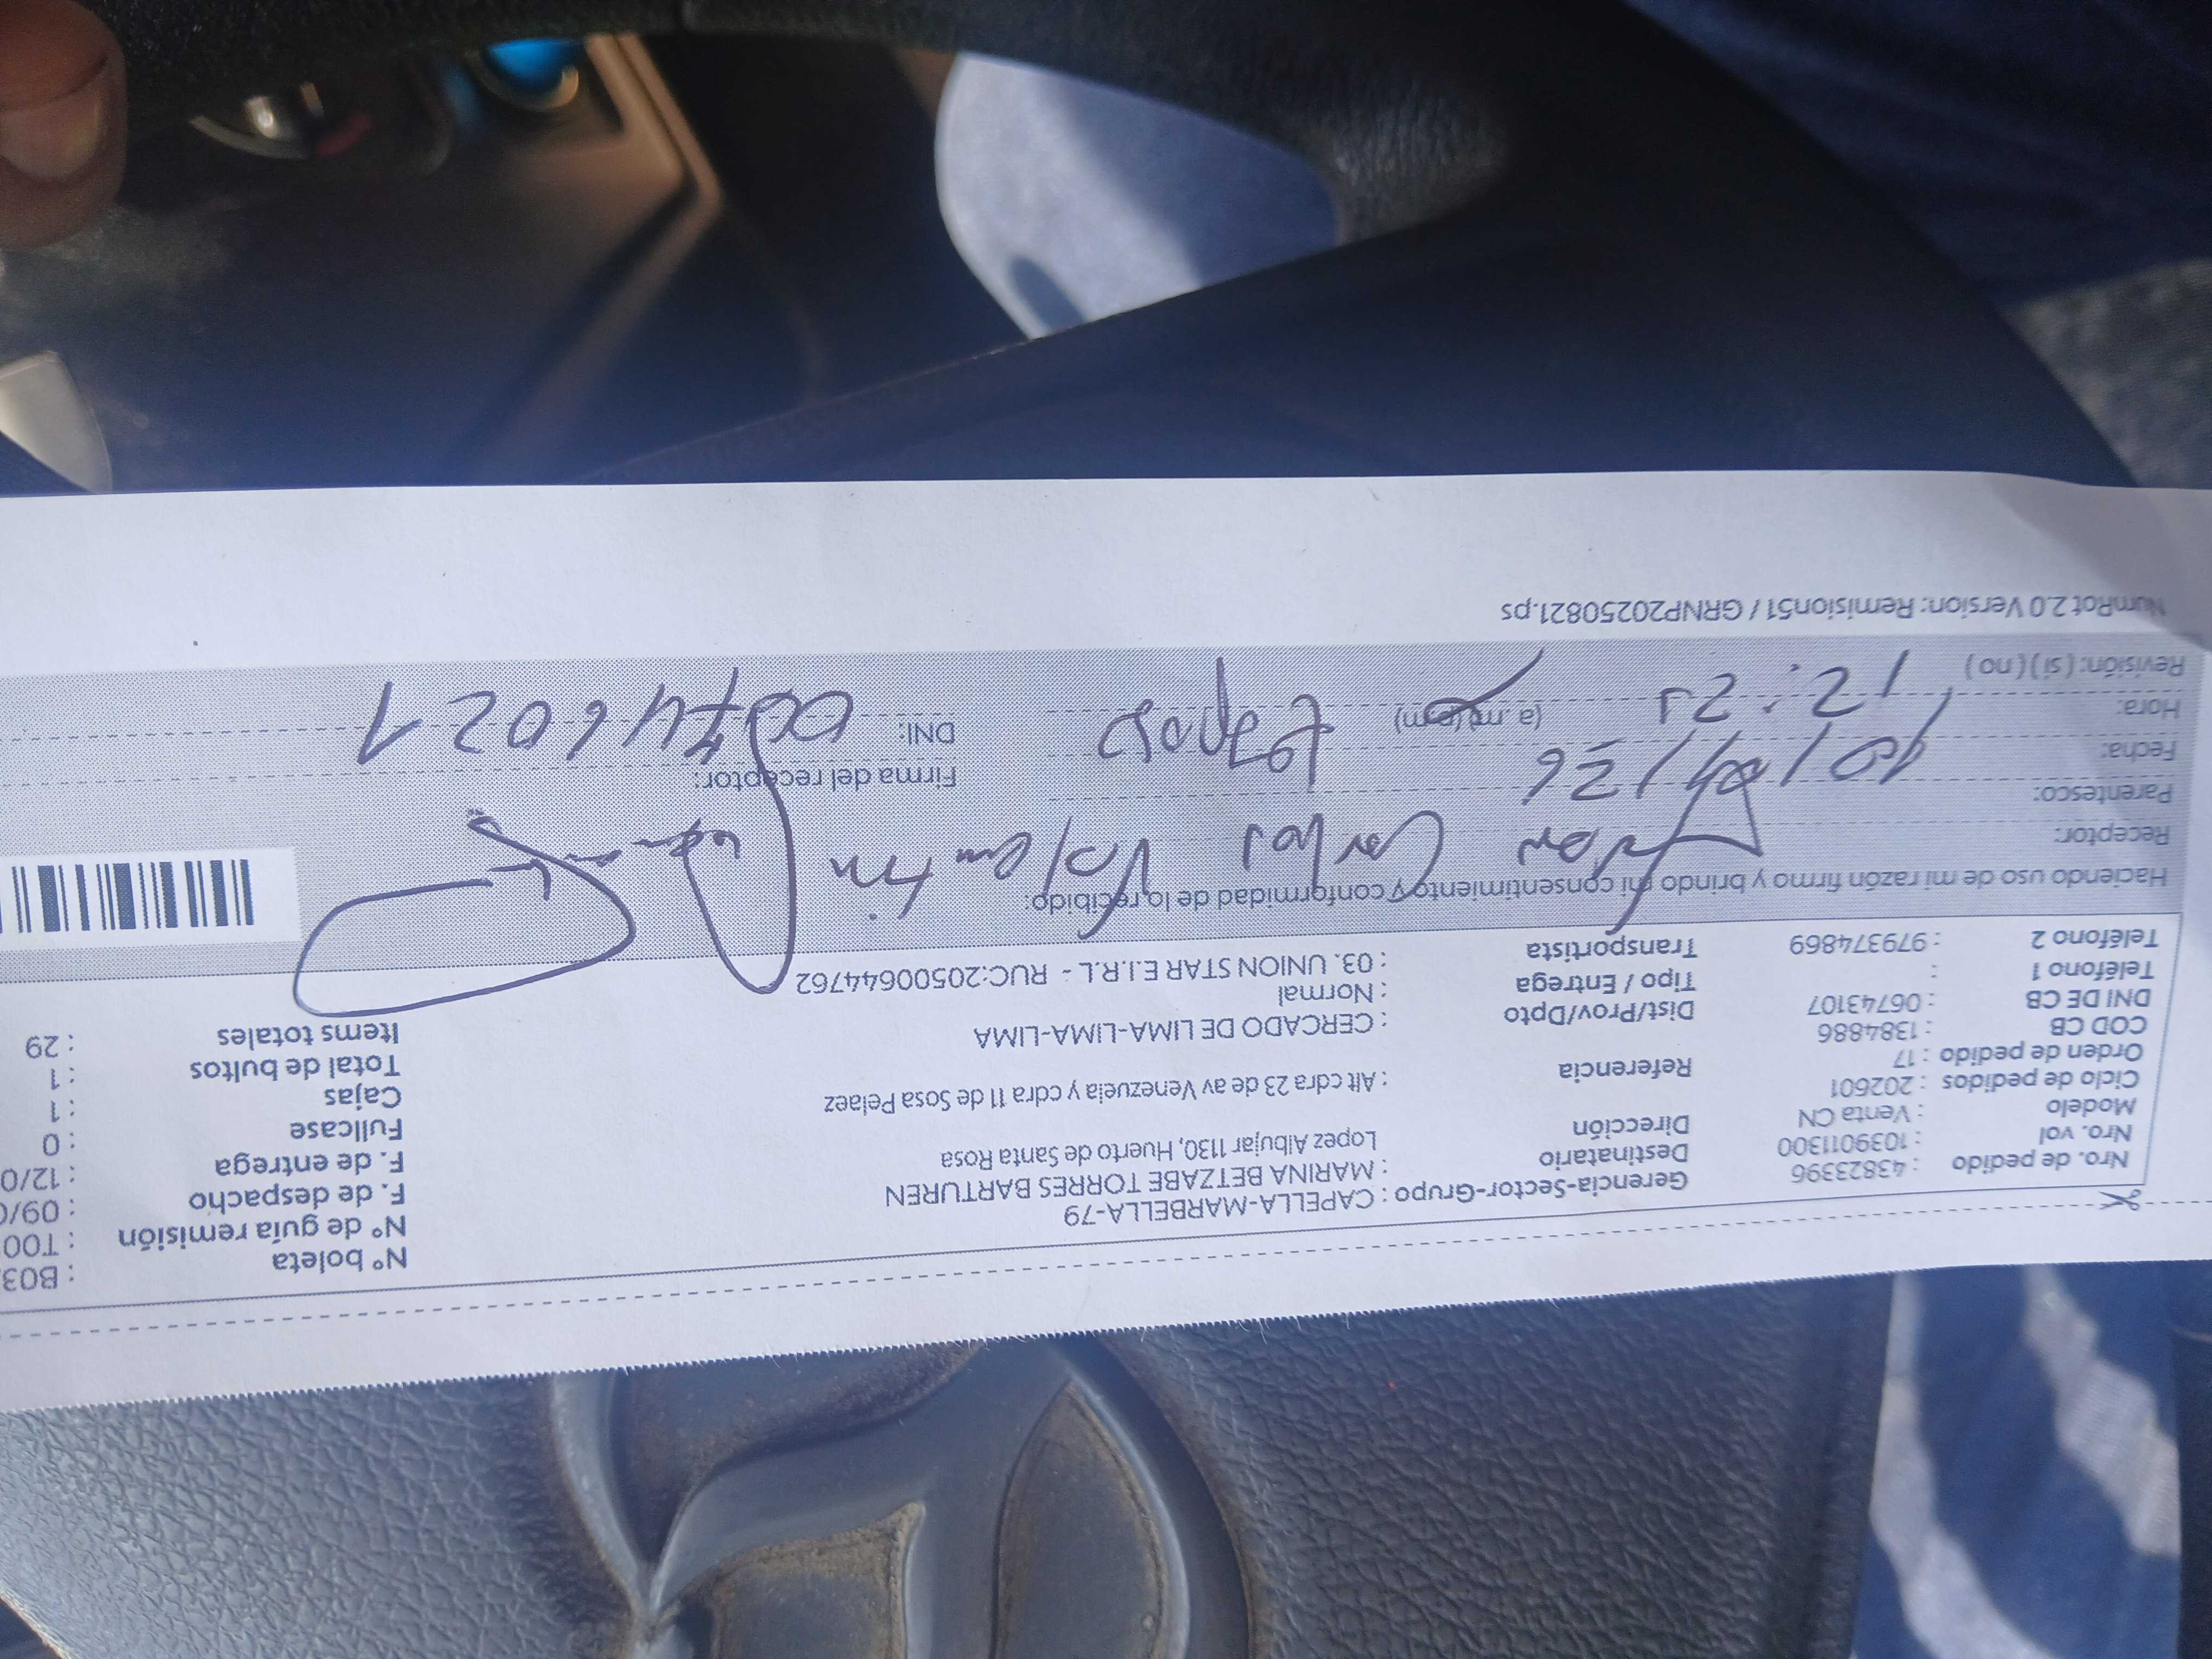 Nro. de pedido : 43823396
Nro. vol : 1039011300
Modelo : Venta CN
Ciclo de pedidos : 202601
Orden de pedido : 17
COD CB : 1384886
DNI DE CB : 06743107
Teléfono 1 :
Teléfono 2 : 979374869
Gerencia-Sector-Grupo : CAPELLA-MARBELLA-79
Destinatario : MARINA BETZABE TORRES BARTUREN
Dirección Lopez Albujar 1130, Huerto de Santa Rosa
Referencia : Alt cdra 23 de av Venezuela y cdra 11 de Sosa Pelaez
Dist/Prov/Dpto : CERCADO DE LIMA-LIMA-LIMA
Tipo / Entrega : Normal
Transportista : 03. UNION STAR E.I.R.L - RUC:20500644762
N° boleta : B03
N° de guía remisión : T00
F. de despacho : 09/0
F. de entrega : 12/0
Fullcase : 0
Cajas : 1
Total de bultos : 1
Items totales : 29
Haciendo uso de mi razón firmo y brindo mi consentimiento y conformidad de lo recibido:
Receptor: Juan Carlos Valentin
Parentesco:
Firma del receptor:
Fecha: 10/01/26
Esposo
Hora: 12:25 (a.m) (p.m)
DNI:
Revisión: ( si ) ( no )
NumRot 2.0 Version: Remision51 / GRNP20250821.ps